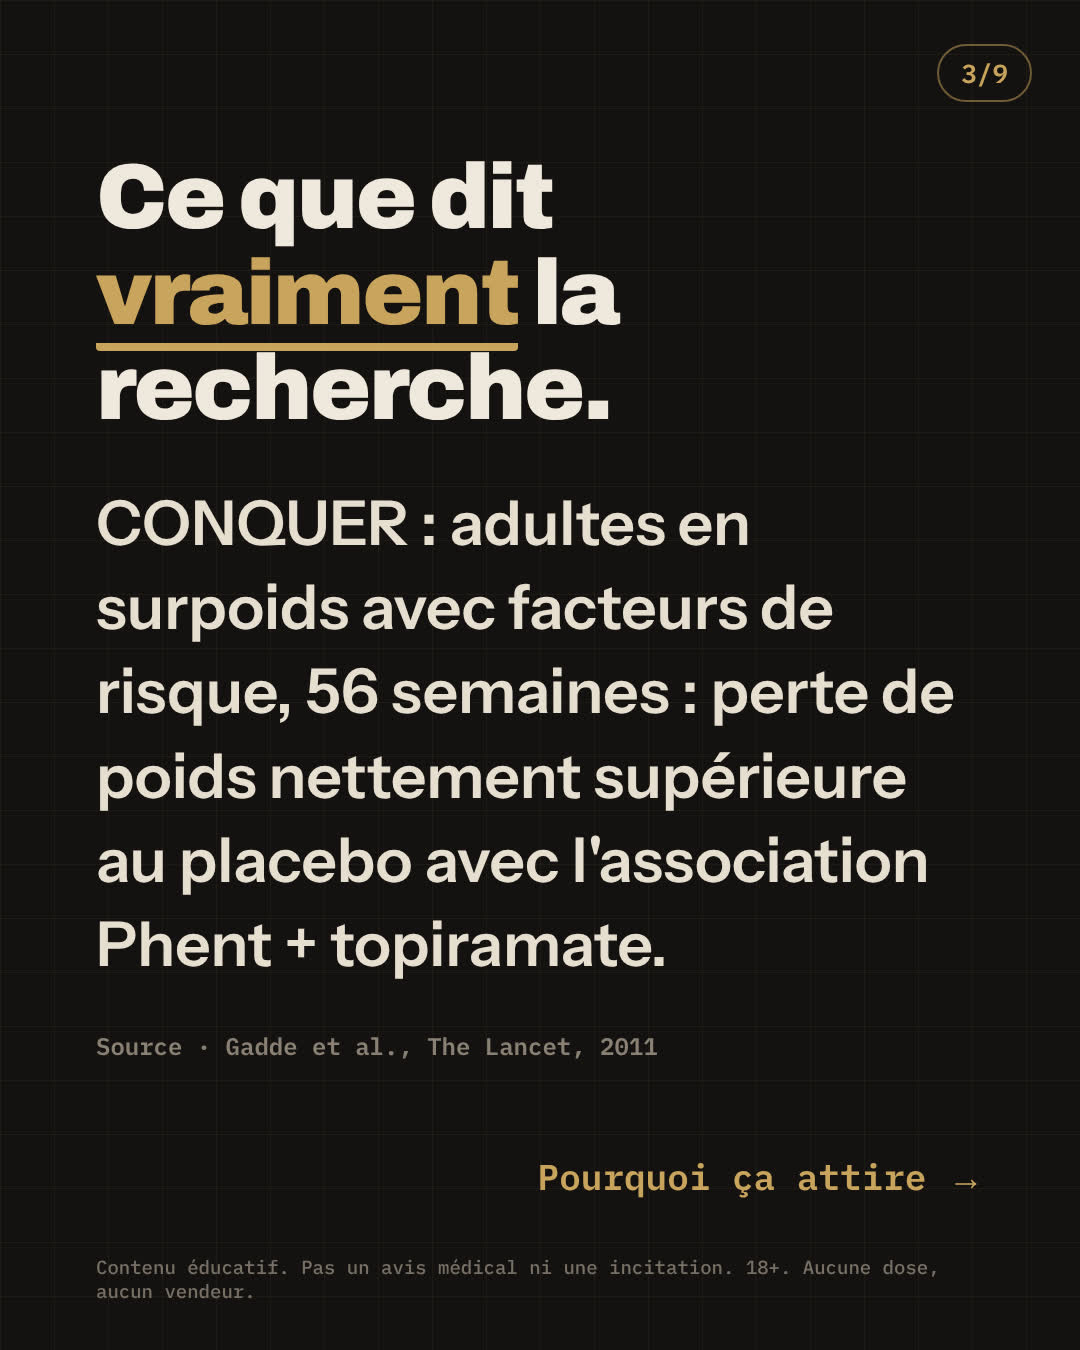 3/9
Ce que dit
vraiment la
recherche.
CONQUER : adultes en
surpoids avec facteurs de
risque, 56 semaines : perte de
poids nettement supérieure
au placebo avec l'association
Phent + topiramate.
Source · Gadde et al., The Lancet, 2011
Pourquoi ça attire →
Contenu éducatif. Pas un avis médical ni une incitation. 18+. Aucune dose,
aucun vendeur.